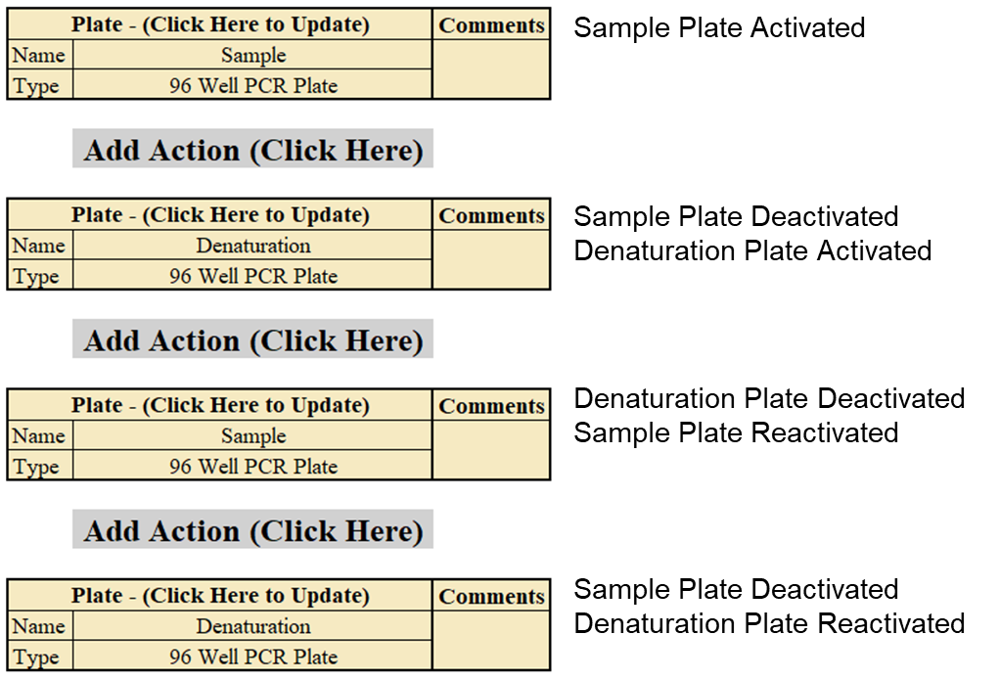 Plate - (Click Here to Update) Comments Sample Plate Activated
Name Sample
Type 96 Well PCR Plate
Add Action (Click Here)
Plate - (Click Here to Update) Comments Sample Plate Deactivated
Name Denaturation Denaturation Plate Activated
Type 96 Well PCR Plate
Add Action (Click Here)
Plate - (Click Here to Update) Comments Denaturation Plate Deactivated
Name Sample Sample Plate Reactivated
Type 96 Well PCR Plate
Add Action (Click Here)
Plate - (Click Here to Update) Comments Sample Plate Deactivated
Name Denaturation Denaturation Plate Reactivated
Type 96 Well PCR Plate